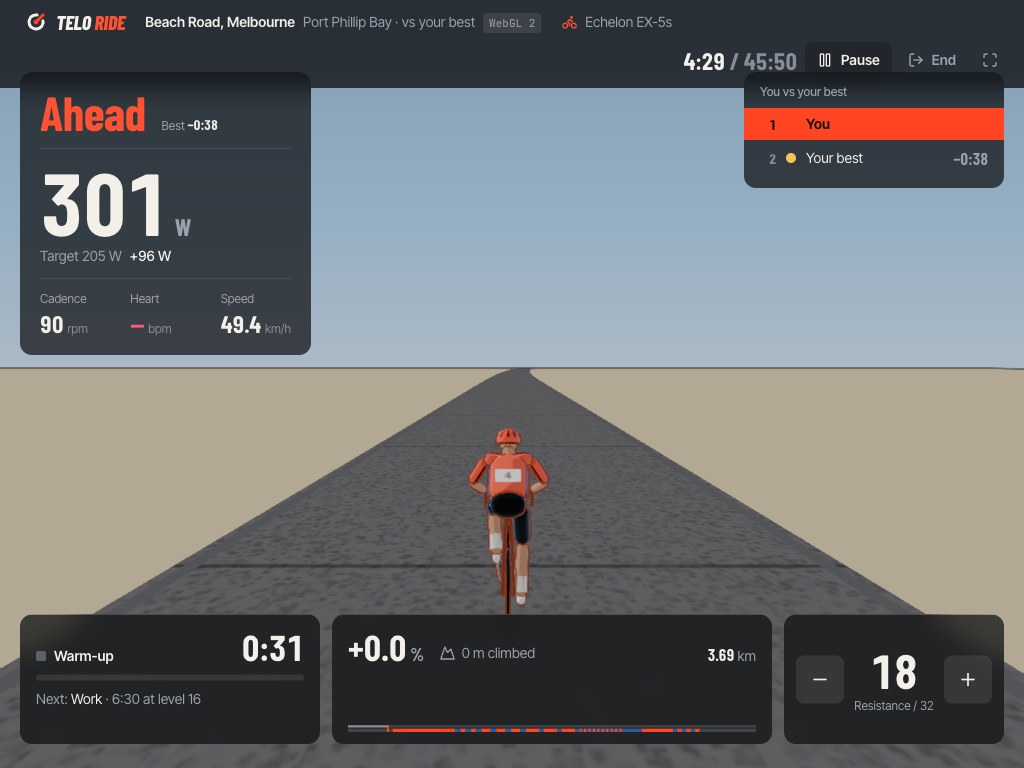 TELO RIDE Beach Road, Melbourne Port Phillip Bay · vs your best WebGL 2 Echelon EX-5s
4:29 / 45:50 Pause End
Ahead Best −0:38
301 W
Target 205 W +96 W
Cadence Heart Speed
90 rpm – bpm 49.4 km/h
You vs your best
1 You
2 Your best −0:38
4
Warm-up 0:31
Next: Work · 6:30 at level 16
+0.0 % 0 m climbed 3.69 km
− 18 +
Resistance / 32